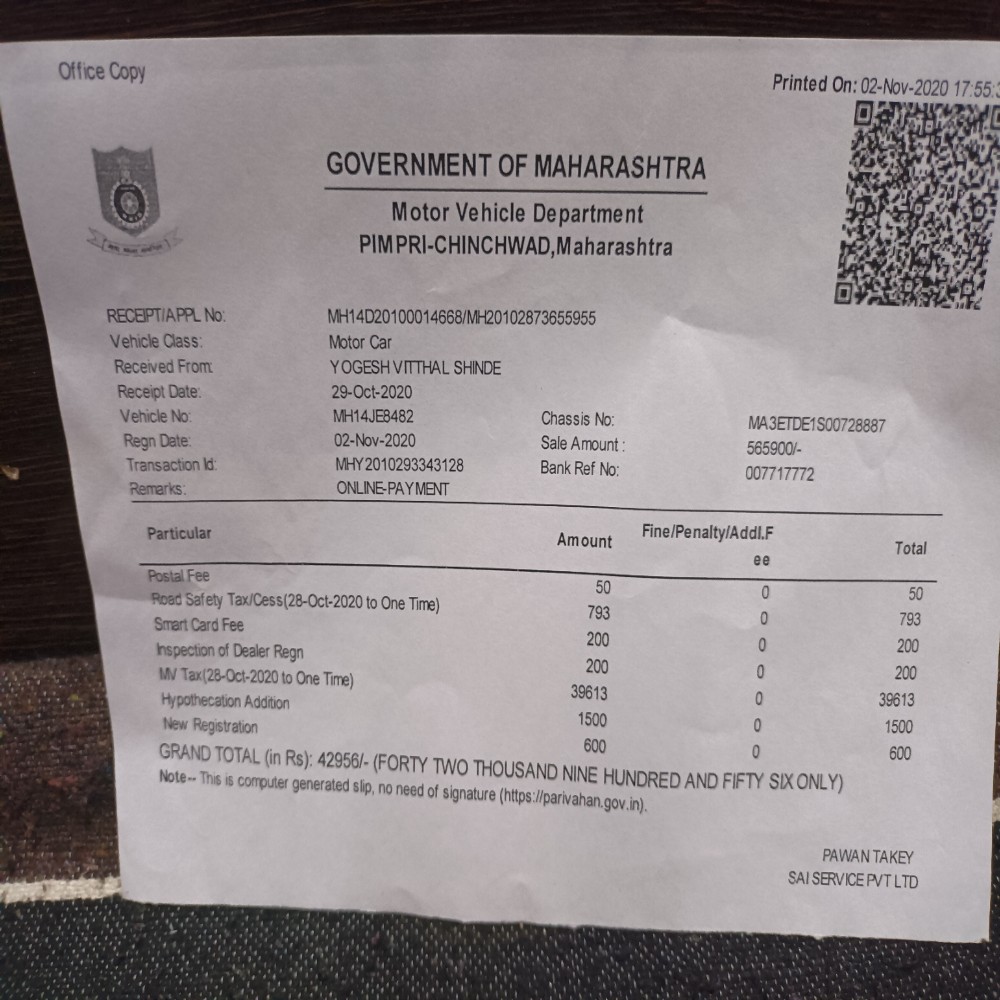 Office Copy
Printed On: 02-Nov-2020 17:55:3
GOVERNMENT OF MAHARASHTRA
Motor Vehicle Department
PIMPRI-CHINCHWAD,Maharashtra
RECEIPT/APPL No: MH14D20100014668/MH20102873655955
Vehicle Class: Motor Car
Received From: YOGESH VITTHAL SHINDE
Receipt Date: 29-Oct-2020
Vehicle No: MH14JE8482 Chassis No: MA3ETDE1S00728887
Regn Date: 02-Nov-2020 Sale Amount : 565900/-
Transaction Id: MHY2010293343128 Bank Ref No: 007717772
Remarks: ONLINE-PAYMENT
Particular Amount Fine/Penalty/Addl.F Total
ee
Postal Fee 50 0 50
Road Safety Tax/Cess(28-Oct-2020 to One Time) 793 0 793
Smart Card Fee 200 0 200
Inspection of Dealer Regn 200 0 200
MV Tax(28-Oct-2020 to One Time) 39613 0 39613
Hypothecation Addition 1500 0 1500
New Registration 600 0 600
GRAND TOTAL (in Rs): 42956/- (FORTY TWO THOUSAND NINE HUNDRED AND FIFTY SIX ONLY)
Note-- This is computer generated slip, no need of signature (https://parivahan.gov.in).
PAWAN TAKEY
SAI SERVICE PVT LTD